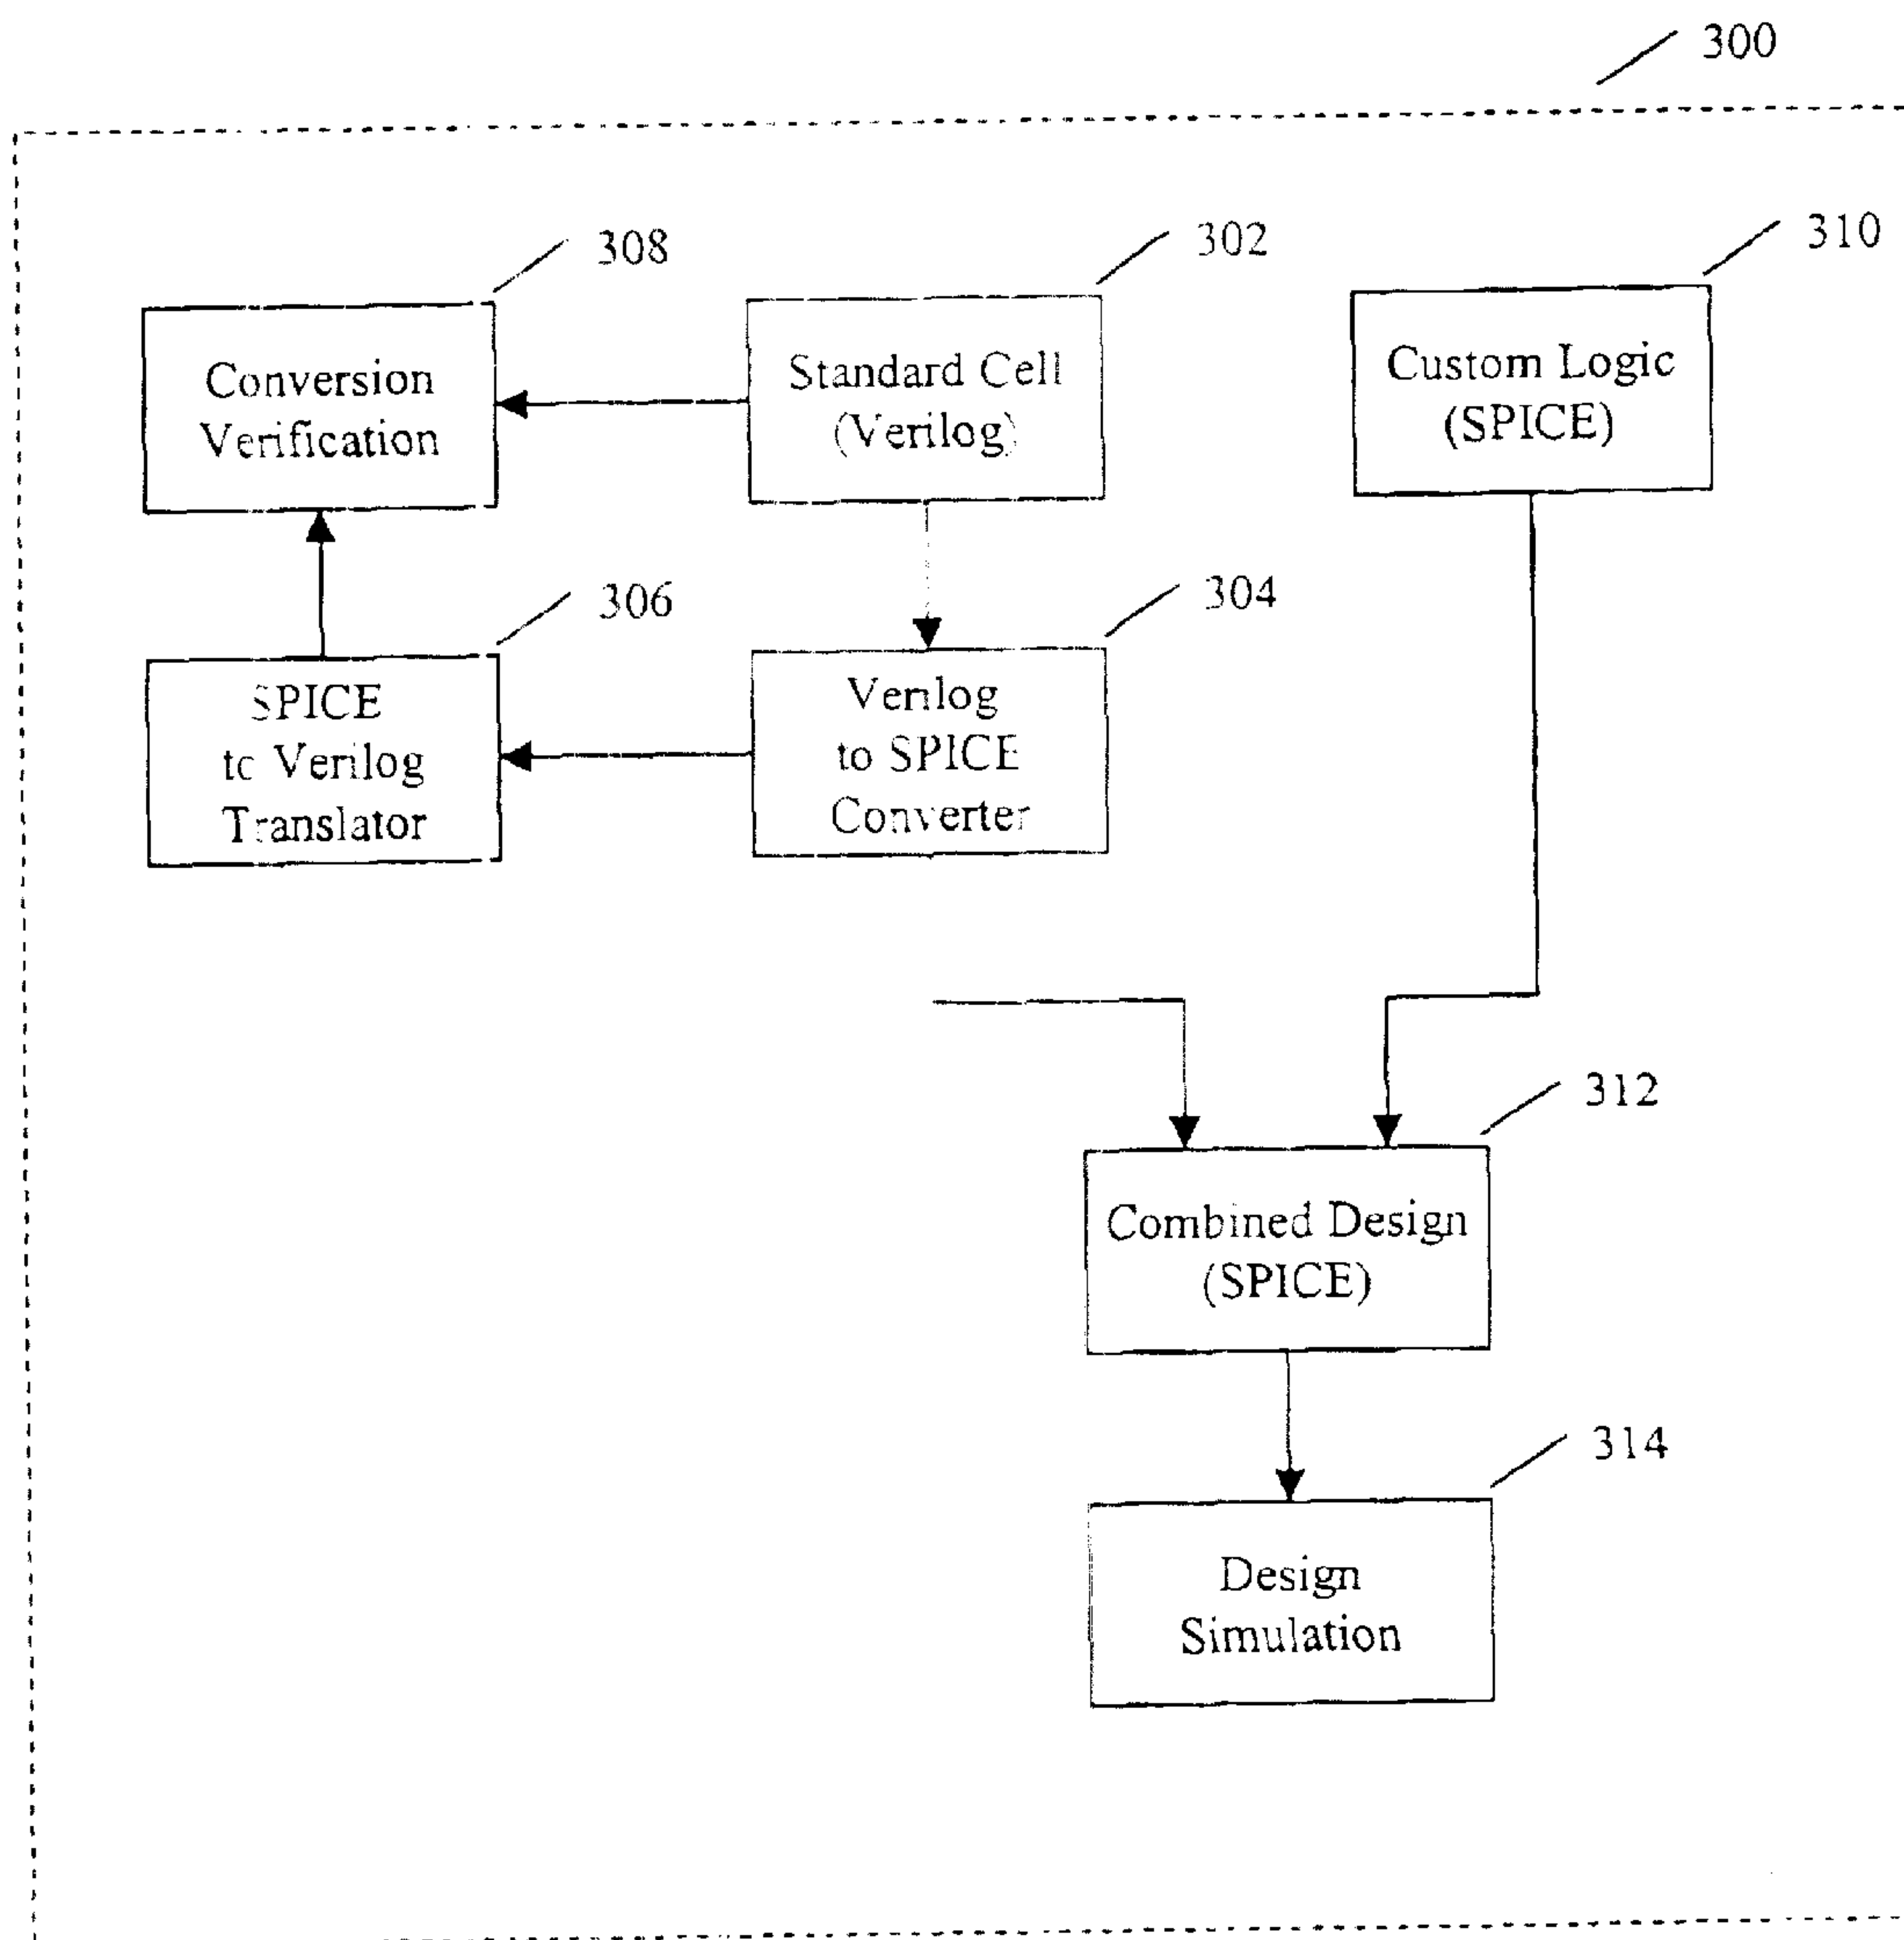 300
308
302
310
Conversion
Verification
Standard Cell
(Verilog)
Custom Logic
(SPICE)
306
304
SPICE
to Verilog
Translator
Verilog
to SPICE
Converter
312
Combined Design
(SPICE)
314
Design
Simulation